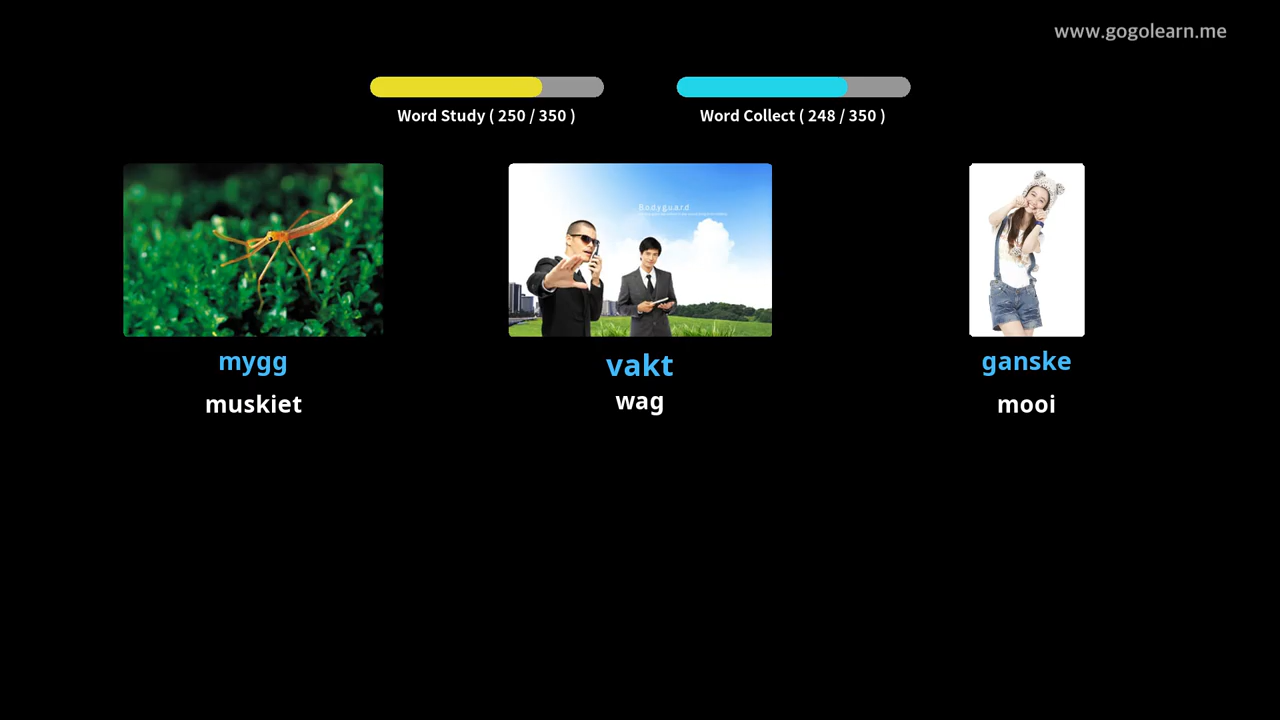 www.gogolearn.me
Word Study ( 250 / 350 )
Word Collect ( 248 / 350 )
Bodyguard
mygg
vakt
ganske
muskiet
wag
mooi